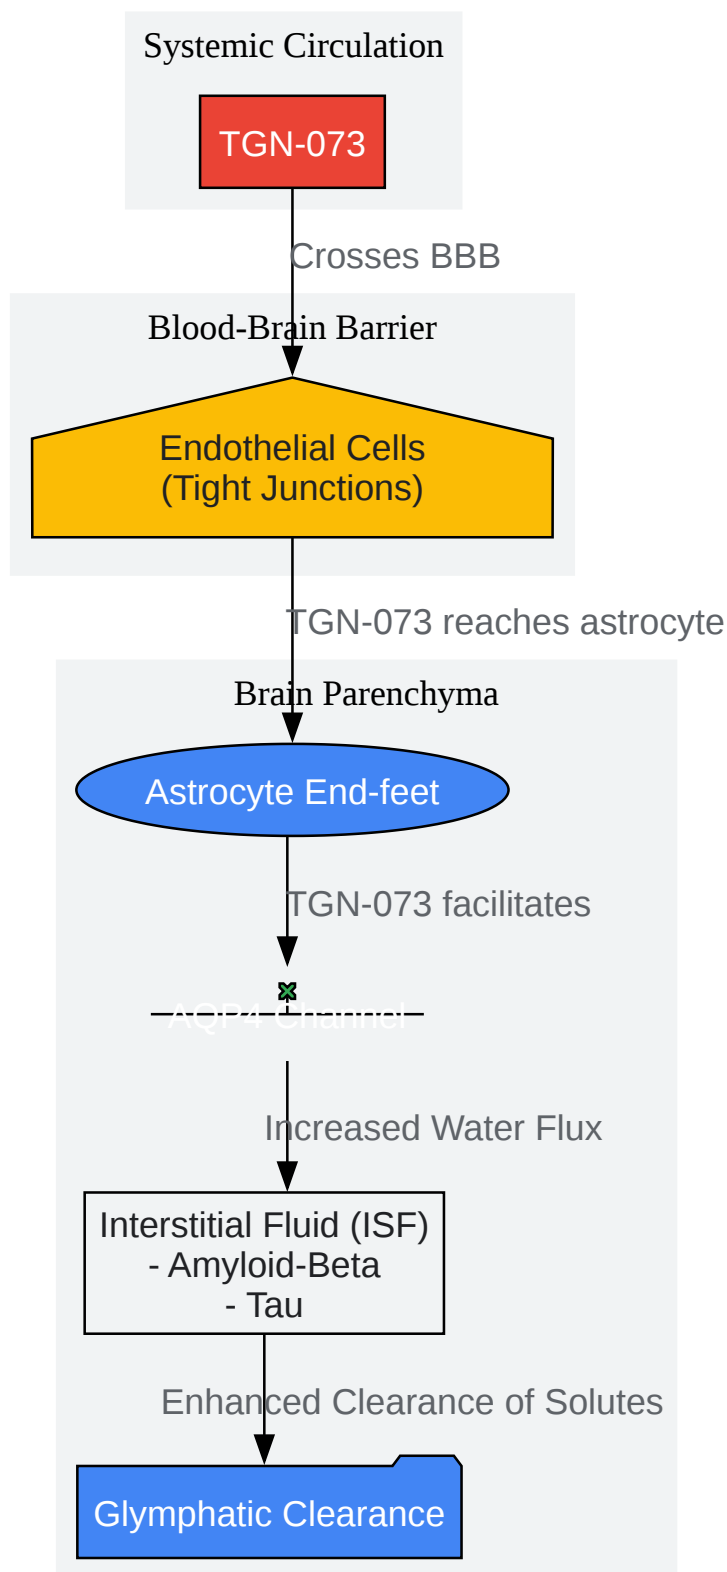 Systemic Circulation
TGN-073
Crosses BBB
Blood-Brain Barrier
Endothelial Cells
(Tight Junctions)
TGN-073 reaches astrocyte
Brain Parenchyma
Astrocyte End-feet
TGN-073 facilitates
AQP4 Channel
Increased Water Flux
Interstitial Fluid (ISF)
- Amyloid-Beta
- Tau
Enhanced Clearance of Solutes
Glymphatic Clearance